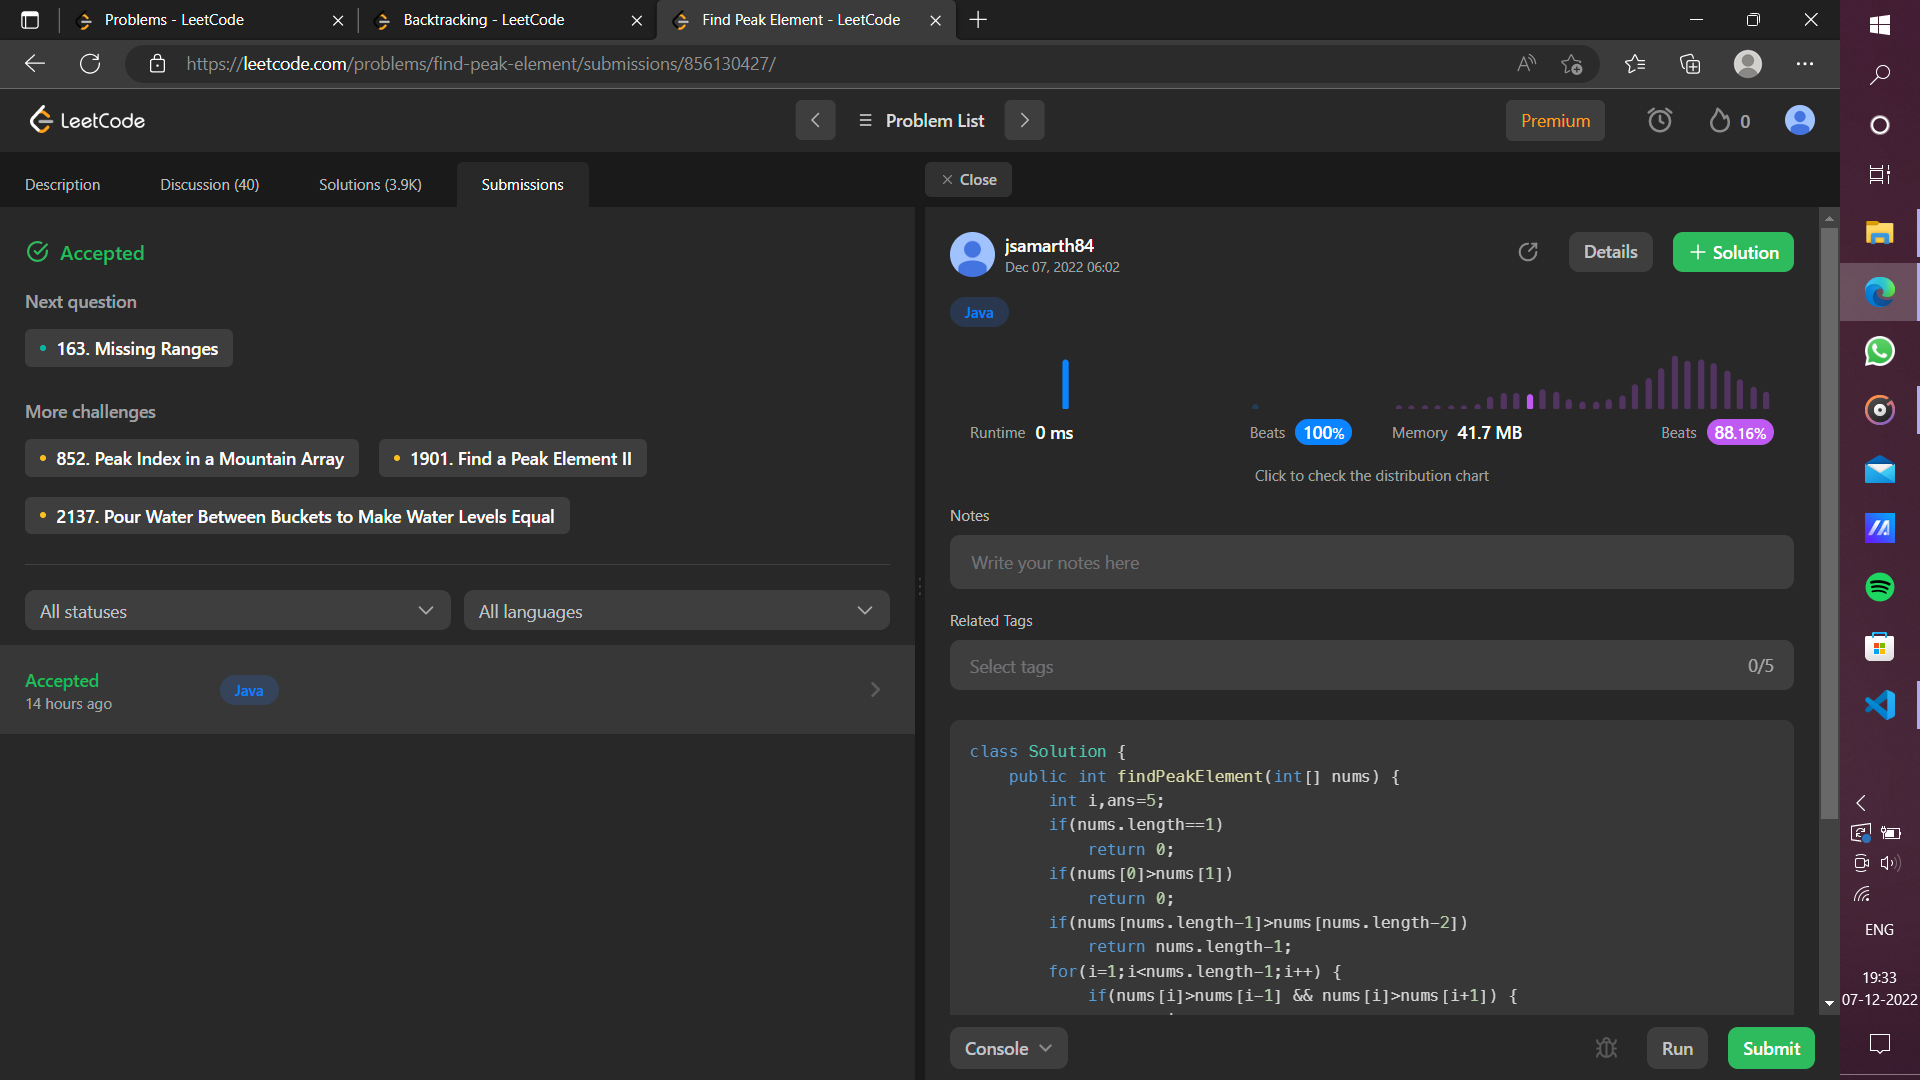 Problems - LeetCode
Backtracking - LeetCode
Find Peak Element - LeetCode
https://leetcode.com/problems/find-peak-element/submissions/856130427/
LeetCode
Problem List
Premium
0
Description
Discussion (40)
Solutions (3.9K)
Submissions
Close
Accepted
Next question
163. Missing Ranges
More challenges
852. Peak Index in a Mountain Array
1901. Find a Peak Element II
2137. Pour Water Between Buckets to Make Water Levels Equal
All statuses
All languages
Accepted
14 hours ago
Java
jsamarth84
Dec 07, 2022 06:02
Details
+ Solution
Java
Runtime 0 ms
Beats 100%
Memory 41.7 MB
Beats 88.16%
Click to check the distribution chart
Notes
Write your notes here
Related Tags
Select tags
0/5
class Solution {
public int findPeakElement(int[] nums) {
int i,ans=5;
if(nums.length==1)
return 0;
if(nums[0]>nums[1])
return 0;
if(nums[nums.length-1]>nums[nums.length-2])
return nums.length-1;
for(i=1;i<nums.length-1;i++) {
if(nums[i]>nums[i-1] && nums[i]>nums[i+1]) {
Console
Run
Submit
ENG
19:33
07-12-2022